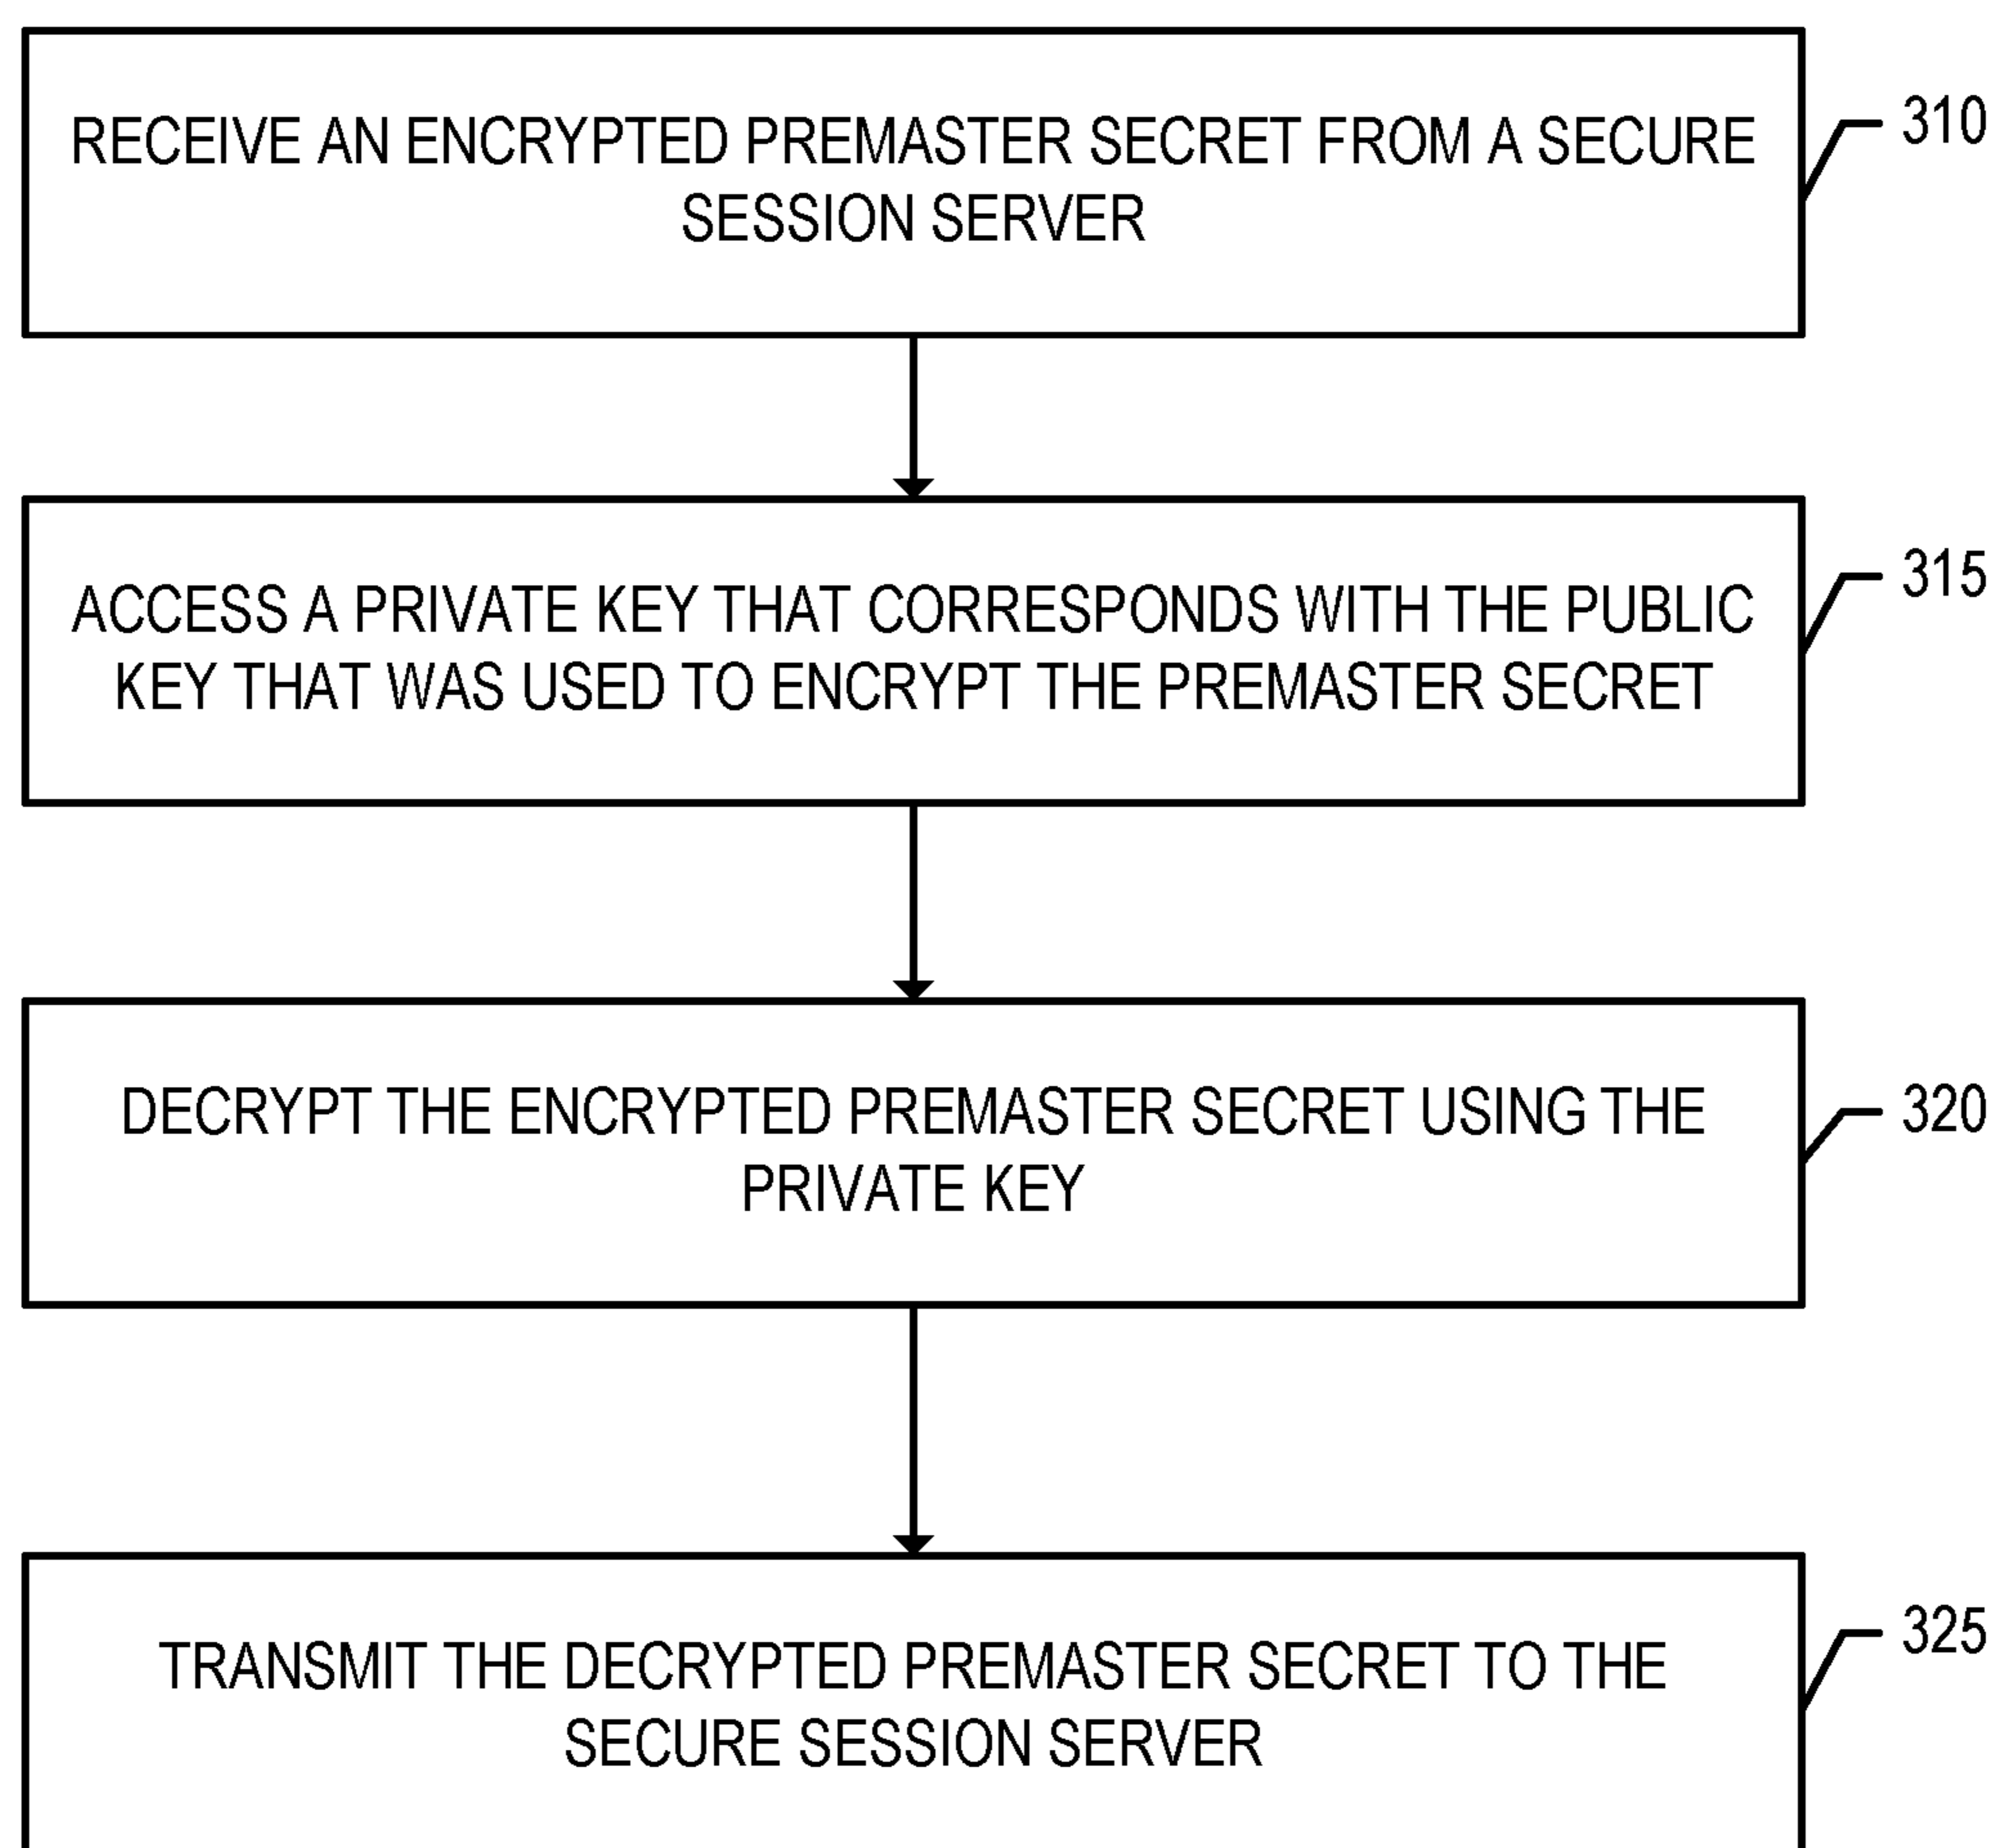 RECEIVE AN ENCRYPTED PREMASTER SECRET FROM A SECURE
SESSION SERVER
310
ACCESS A PRIVATE KEY THAT CORRESPONDS WITH THE PUBLIC
KEY THAT WAS USED TO ENCRYPT THE PREMASTER SECRET
315
DECRYPT THE ENCRYPTED PREMASTER SECRET USING THE
PRIVATE KEY
320
TRANSMIT THE DECRYPTED PREMASTER SECRET TO THE
SECURE SESSION SERVER
325